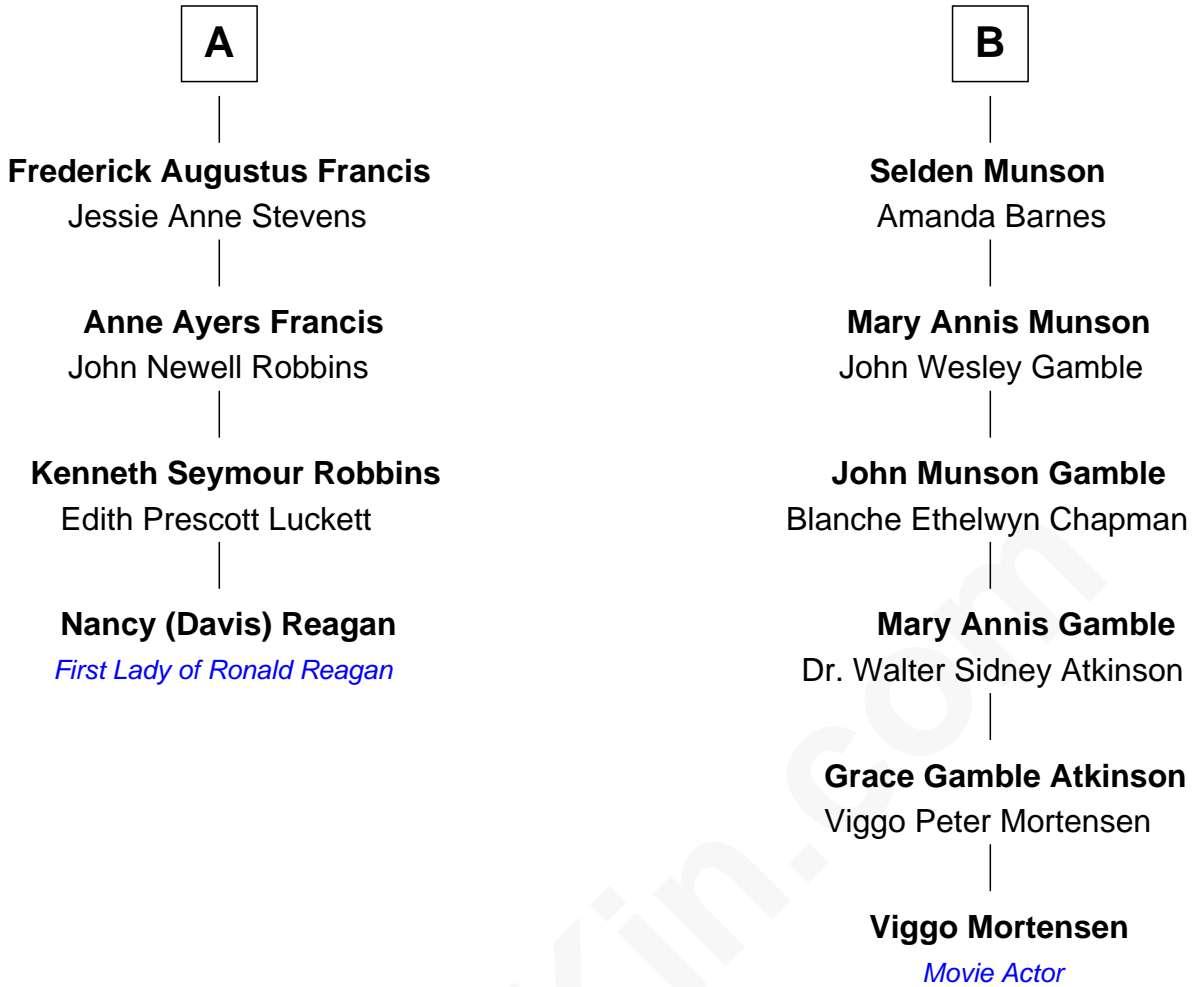 A
Frederick Augustus Francis
Jessie Anne Stevens
Anne Ayers Francis
John Newell Robbins
Kenneth Seymour Robbins
Edith Prescott Luckett
Nancy (Davis) Reagan
First Lady of Ronald Reagan
B
Selden Munson
Amanda Barnes
Mary Annis Munson
John Wesley Gamble
John Munson Gamble
Blanche Ethelwyn Chapman
Mary Annis Gamble
Dr. Walter Sidney Atkinson
Grace Gamble Atkinson
Viggo Peter Mortensen
Viggo Mortensen
Movie Actor
Kin.com